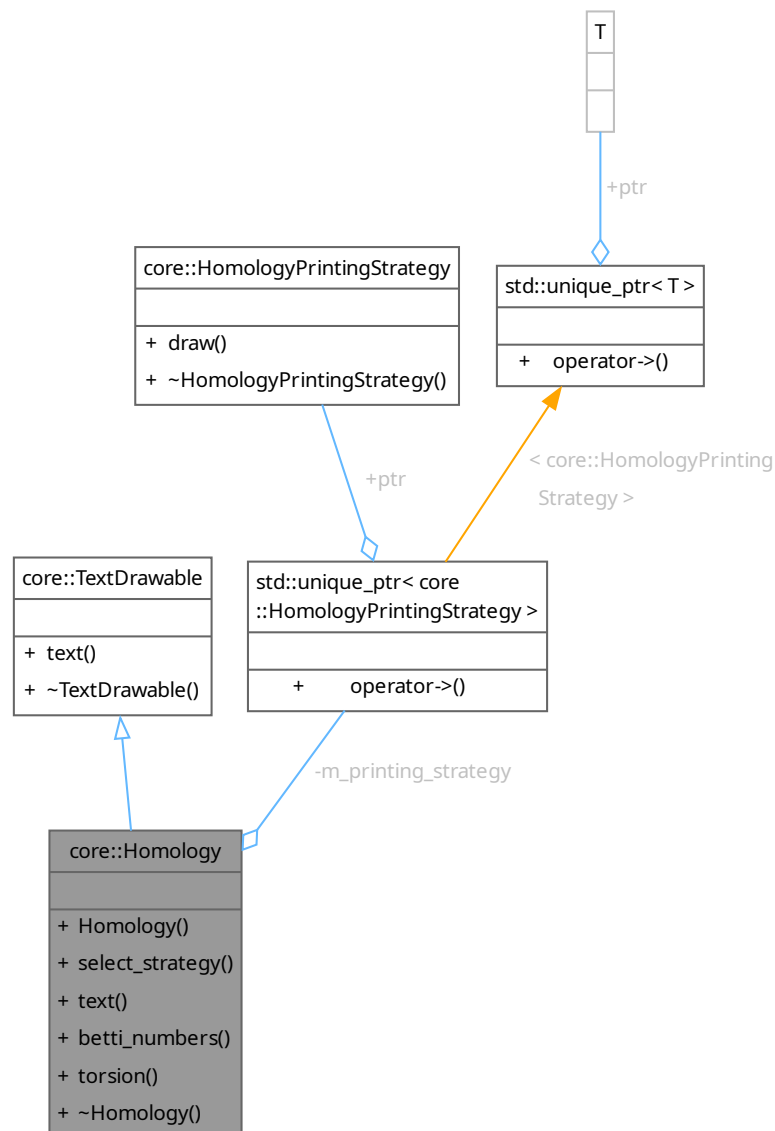 T
+ptr
core::HomologyPrintingStrategy
+ draw()
+ ~HomologyPrintingStrategy()
std::unique_ptr< T >
+ operator->()
+ptr
< core::HomologyPrinting
Strategy >
core::TextDrawable
+ text()
+ ~TextDrawable()
std::unique_ptr< core
::HomologyPrintingStrategy >
+ operator->()
-m_printing_strategy
core::Homology
+ Homology()
+ select_strategy()
+ text()
+ betti_numbers()
+ torsion()
+ ~Homology()